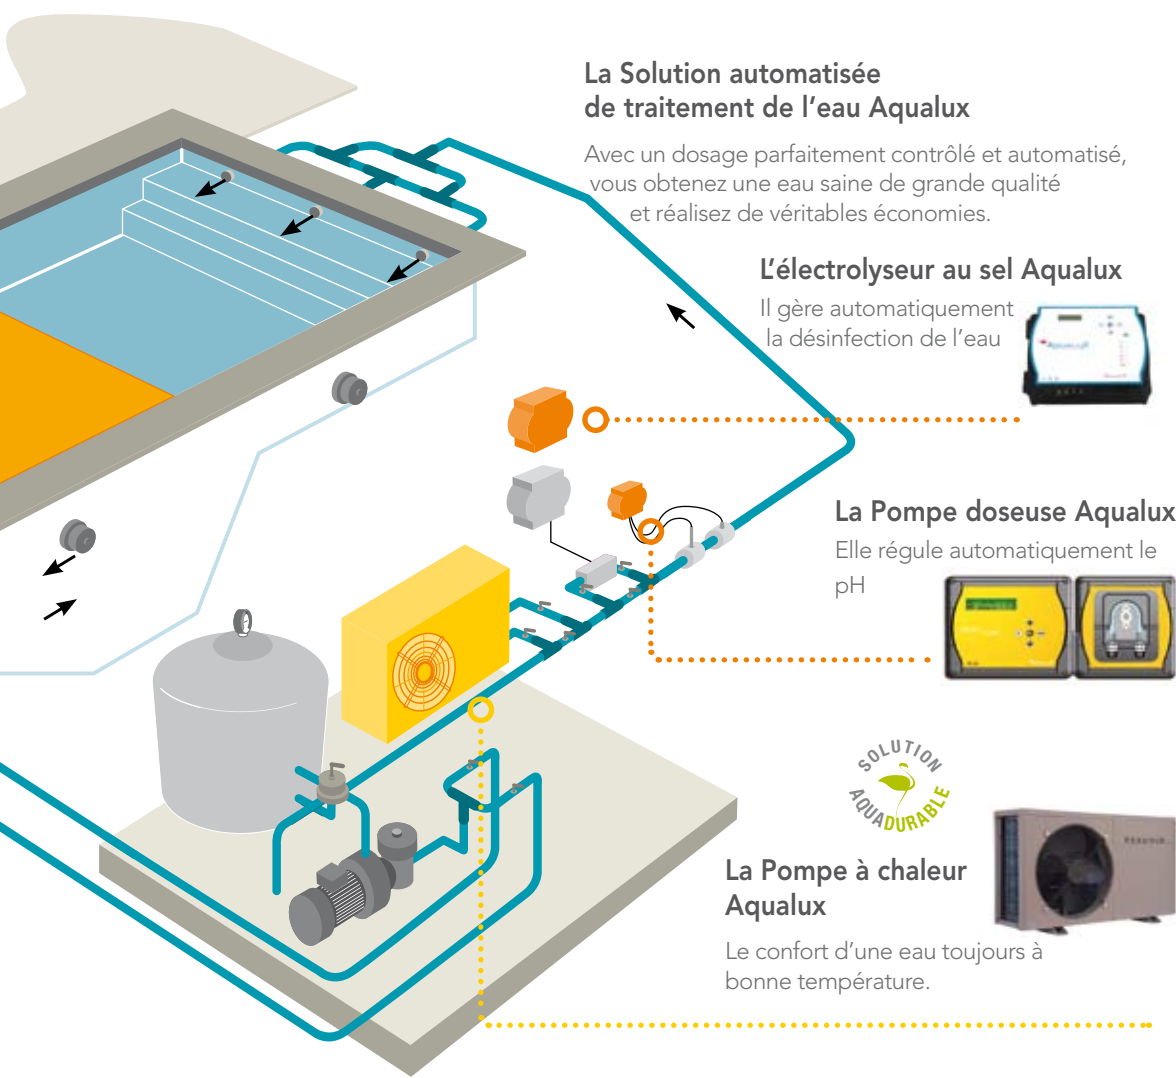 La Solution automatisée
de traitement de l'eau Aqualux
Avec un dosage parfaitement contrôlé et automatisé,
vous obtenez une eau saine de grande qualité
et réalisez de véritables économies.
L'électrolyseur au sel Aqualux
Il gère automatiquement
la désinfection de l'eau
AQUALUX
La Pompe doseuse Aqualux
Elle régule automatiquement le
pH
SOLUTION
AQUADURABLE
La Pompe à chaleur
Aqualux
Le confort d'une eau toujours à
bonne température.